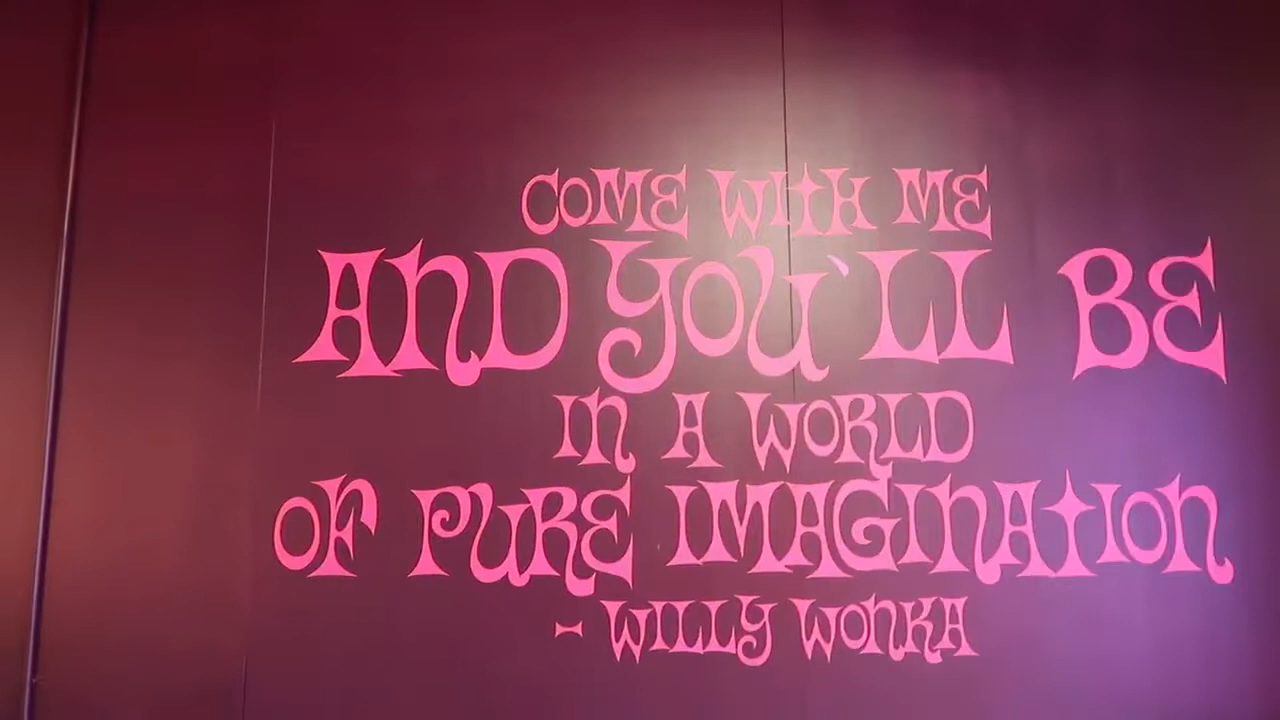 COME WITH ME
AND YOU`LL BE
IN A WORLD
OF PURE IMAGINATION
- WILLY WONKA